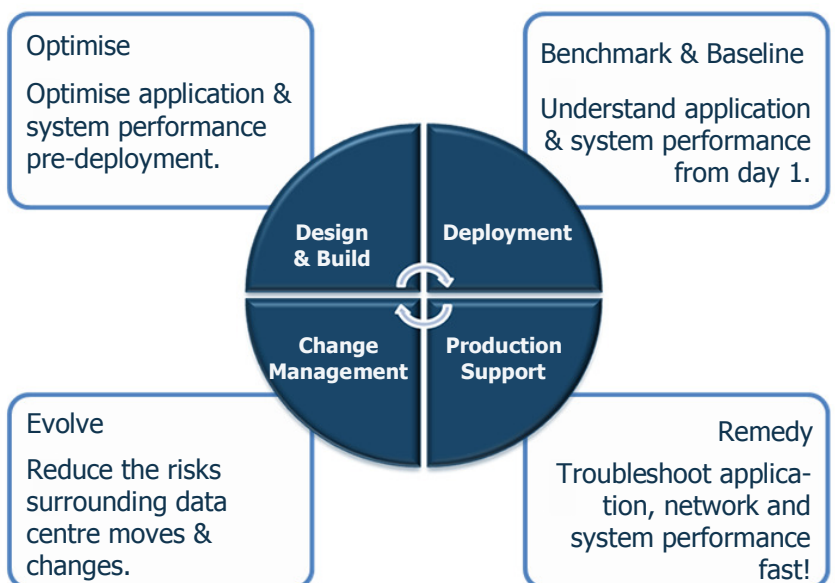 Optimise
Optimise application &
system performance
pre-deployment.
Benchmark & Baseline
Understand application
& system performance
from day 1.
Design
& Build
Deployment
Change
Management
Production
Support
Evolve
Reduce the risks
surrounding data
centre moves &
changes.
Remedy
Troubleshoot applica-
tion, network and
system performance
fast!